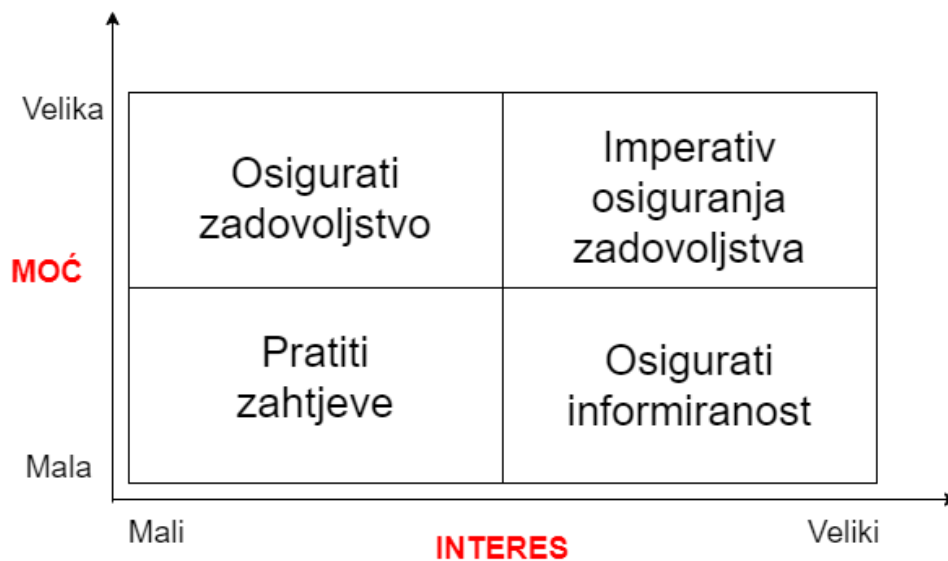 Velika
Osigurati
zadovoljstvo
Imperativ
osiguranja
zadovoljstva
MOĆ
Pratiti
zahtjeve
Osigurati
informiranost
Mala
Mali
INTERES
Veliki